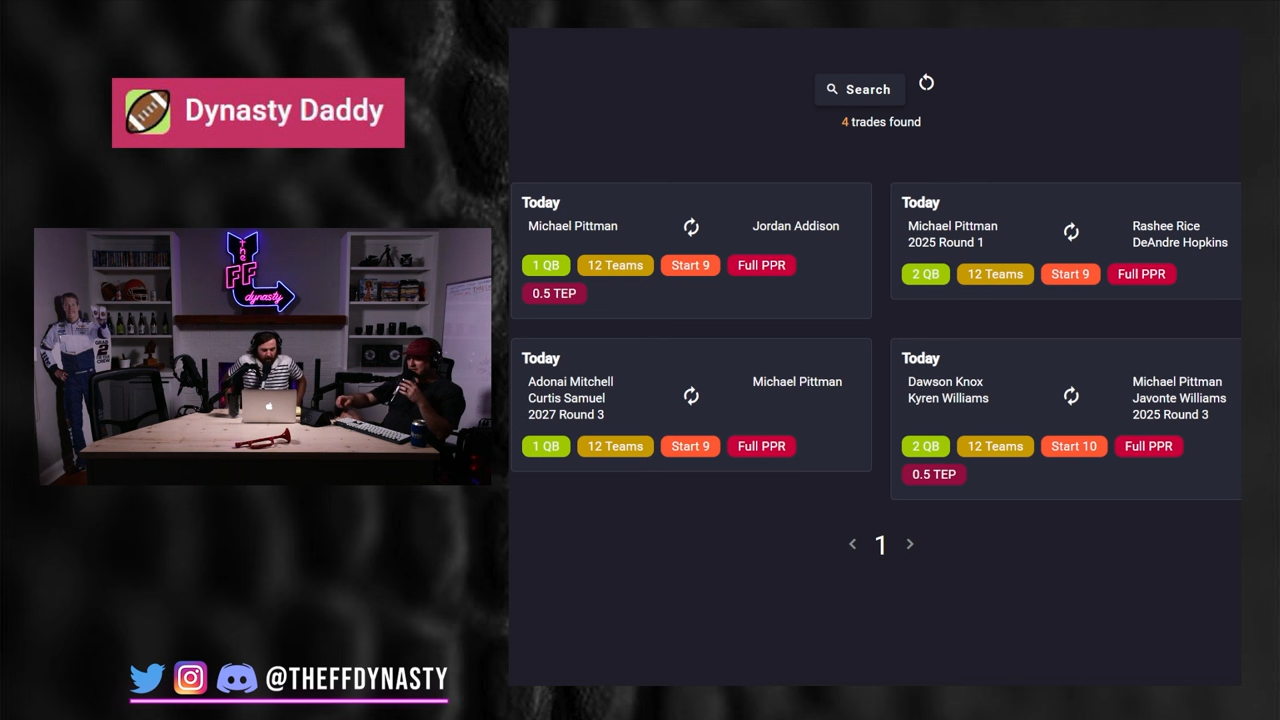 Dynasty Daddy
The
FF
dynasty
Search
4 trades found
Today
Michael Pittman
Jordan Addison
1 QB
12 Teams
Start 9
Full PPR
0.5 TEP
Today
Michael Pittman
2025 Round 1
Rashee Rice
DeAndre Hopkins
2 QB
12 Teams
Start 9
Full PPR
Today
Adonai Mitchell
Curtis Samuel
2027 Round 3
Michael Pittman
1 QB
12 Teams
Start 9
Full PPR
Today
Dawson Knox
Kyren Williams
Michael Pittman
Javonte Williams
2025 Round 3
2 QB
12 Teams
Start 10
Full PPR
0.5 TEP
1
@THEFFDYNASTY